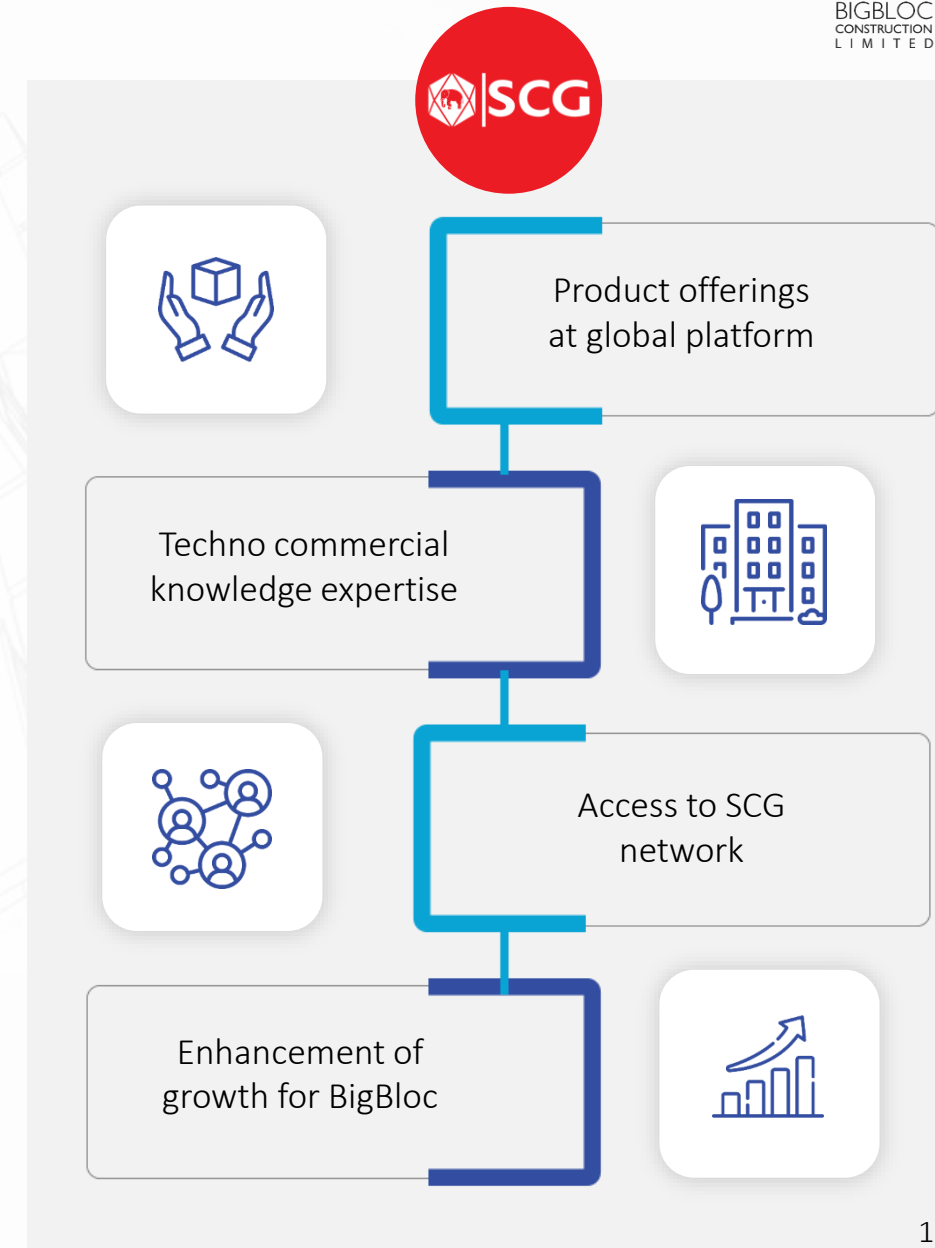 BIGBLOC
CONSTRUCTION
LIMITED
SCG
Product offerings
at global platform
Techno commercial
knowledge expertise
Access to SCG
network
Enhancement of
growth for BigBloc
1